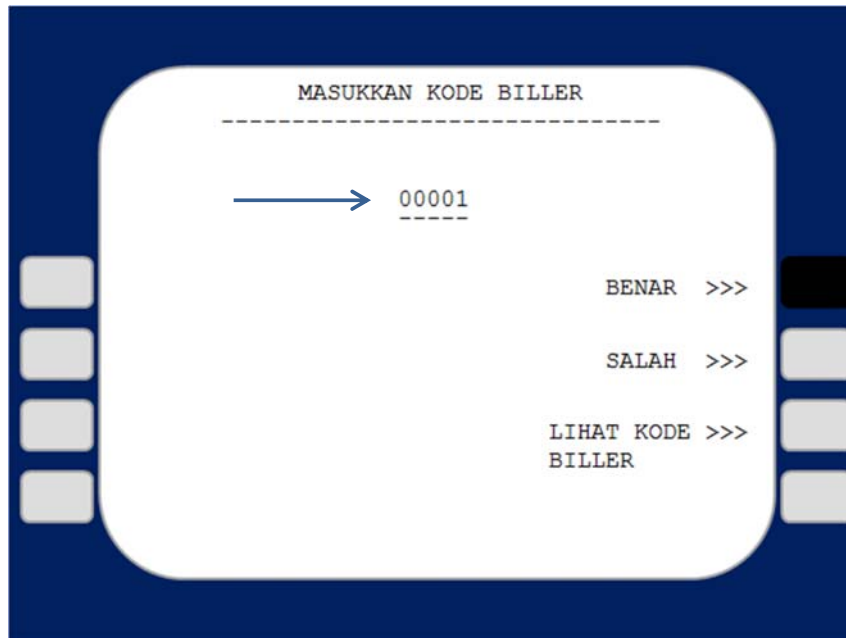 MASUKKAN KODE BILLER
-------------------------------
00001
-----
BENAR >>>
SALAH >>>
LIHAT KODE >>>
BILLER